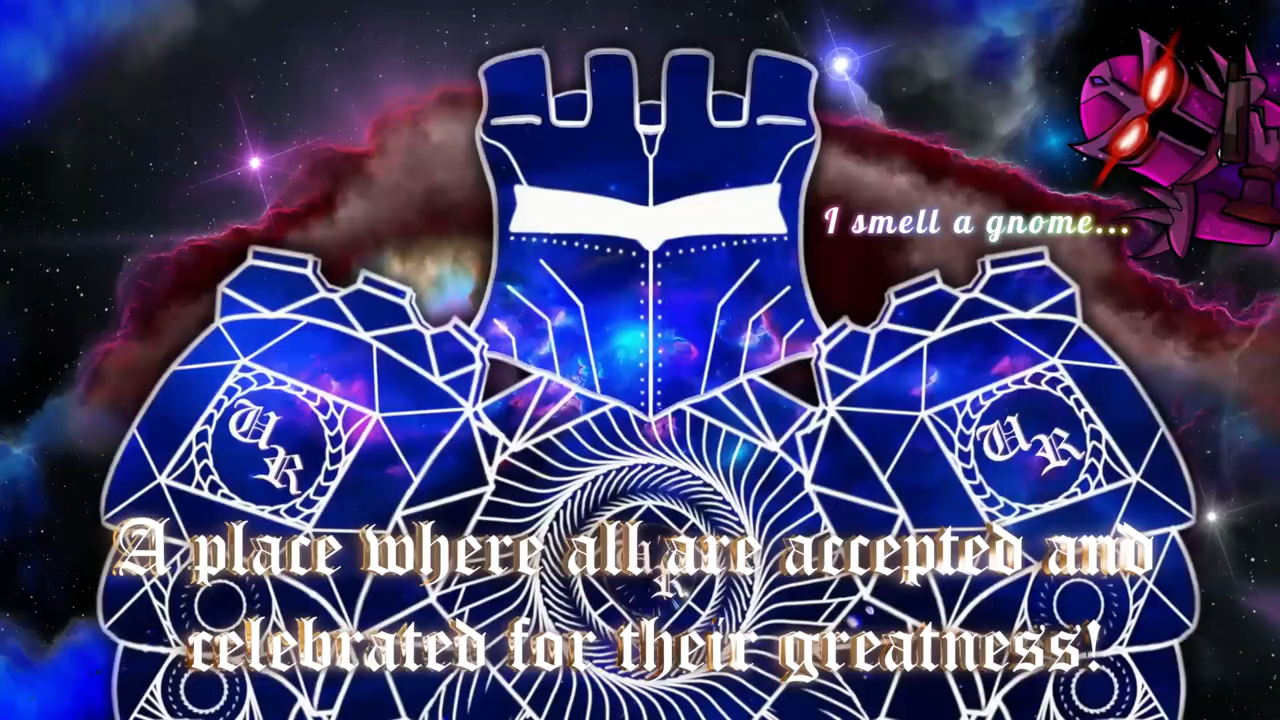 I smell a gnome...
U R
U R
A place where all are accepted and
celebrated for their greatness!